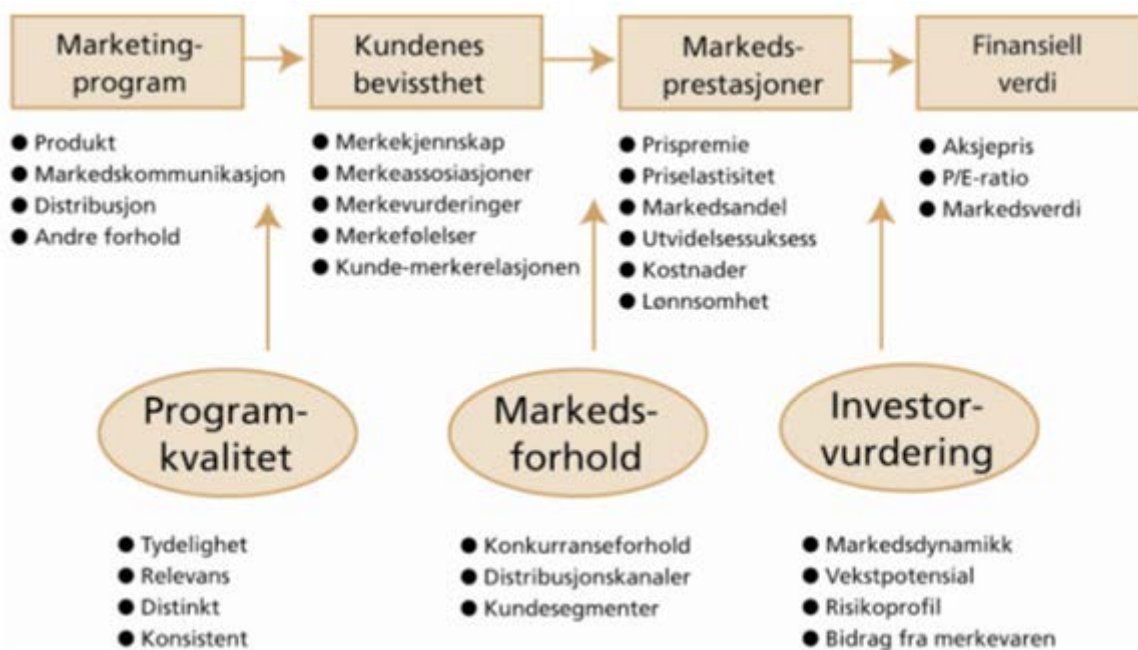 Marketing-
program
Kundenes
bevissthet
Markeds-
prestasjoner
Finansiell
verdi
● Produkt
● Markedskommunikasjon
● Distribusjon
● Andre forhold
● Merkekjennskap
● Merkeassosiasjoner
● Merkevurderinger
● Merkefølelser
● Kunde-merkerelasjonen
● Prispremie
● Priselastisitet
● Markedsandel
● Utvidelsessuksess
● Kostnader
● Lønnsomhet
● Aksjepris
● P/E-ratio
● Markedsverdi
Program-
kvalitet
Markeds-
forhold
Investor-
vurdering
● Tydelighet
● Relevans
● Distinkt
● Konsistent
● Konkurranseforhold
● Distribusjonskanaler
● Kundesegmenter
● Markedsdynamikk
● Vekstpotensial
● Risikoprofil
● Bidrag fra merkevaren